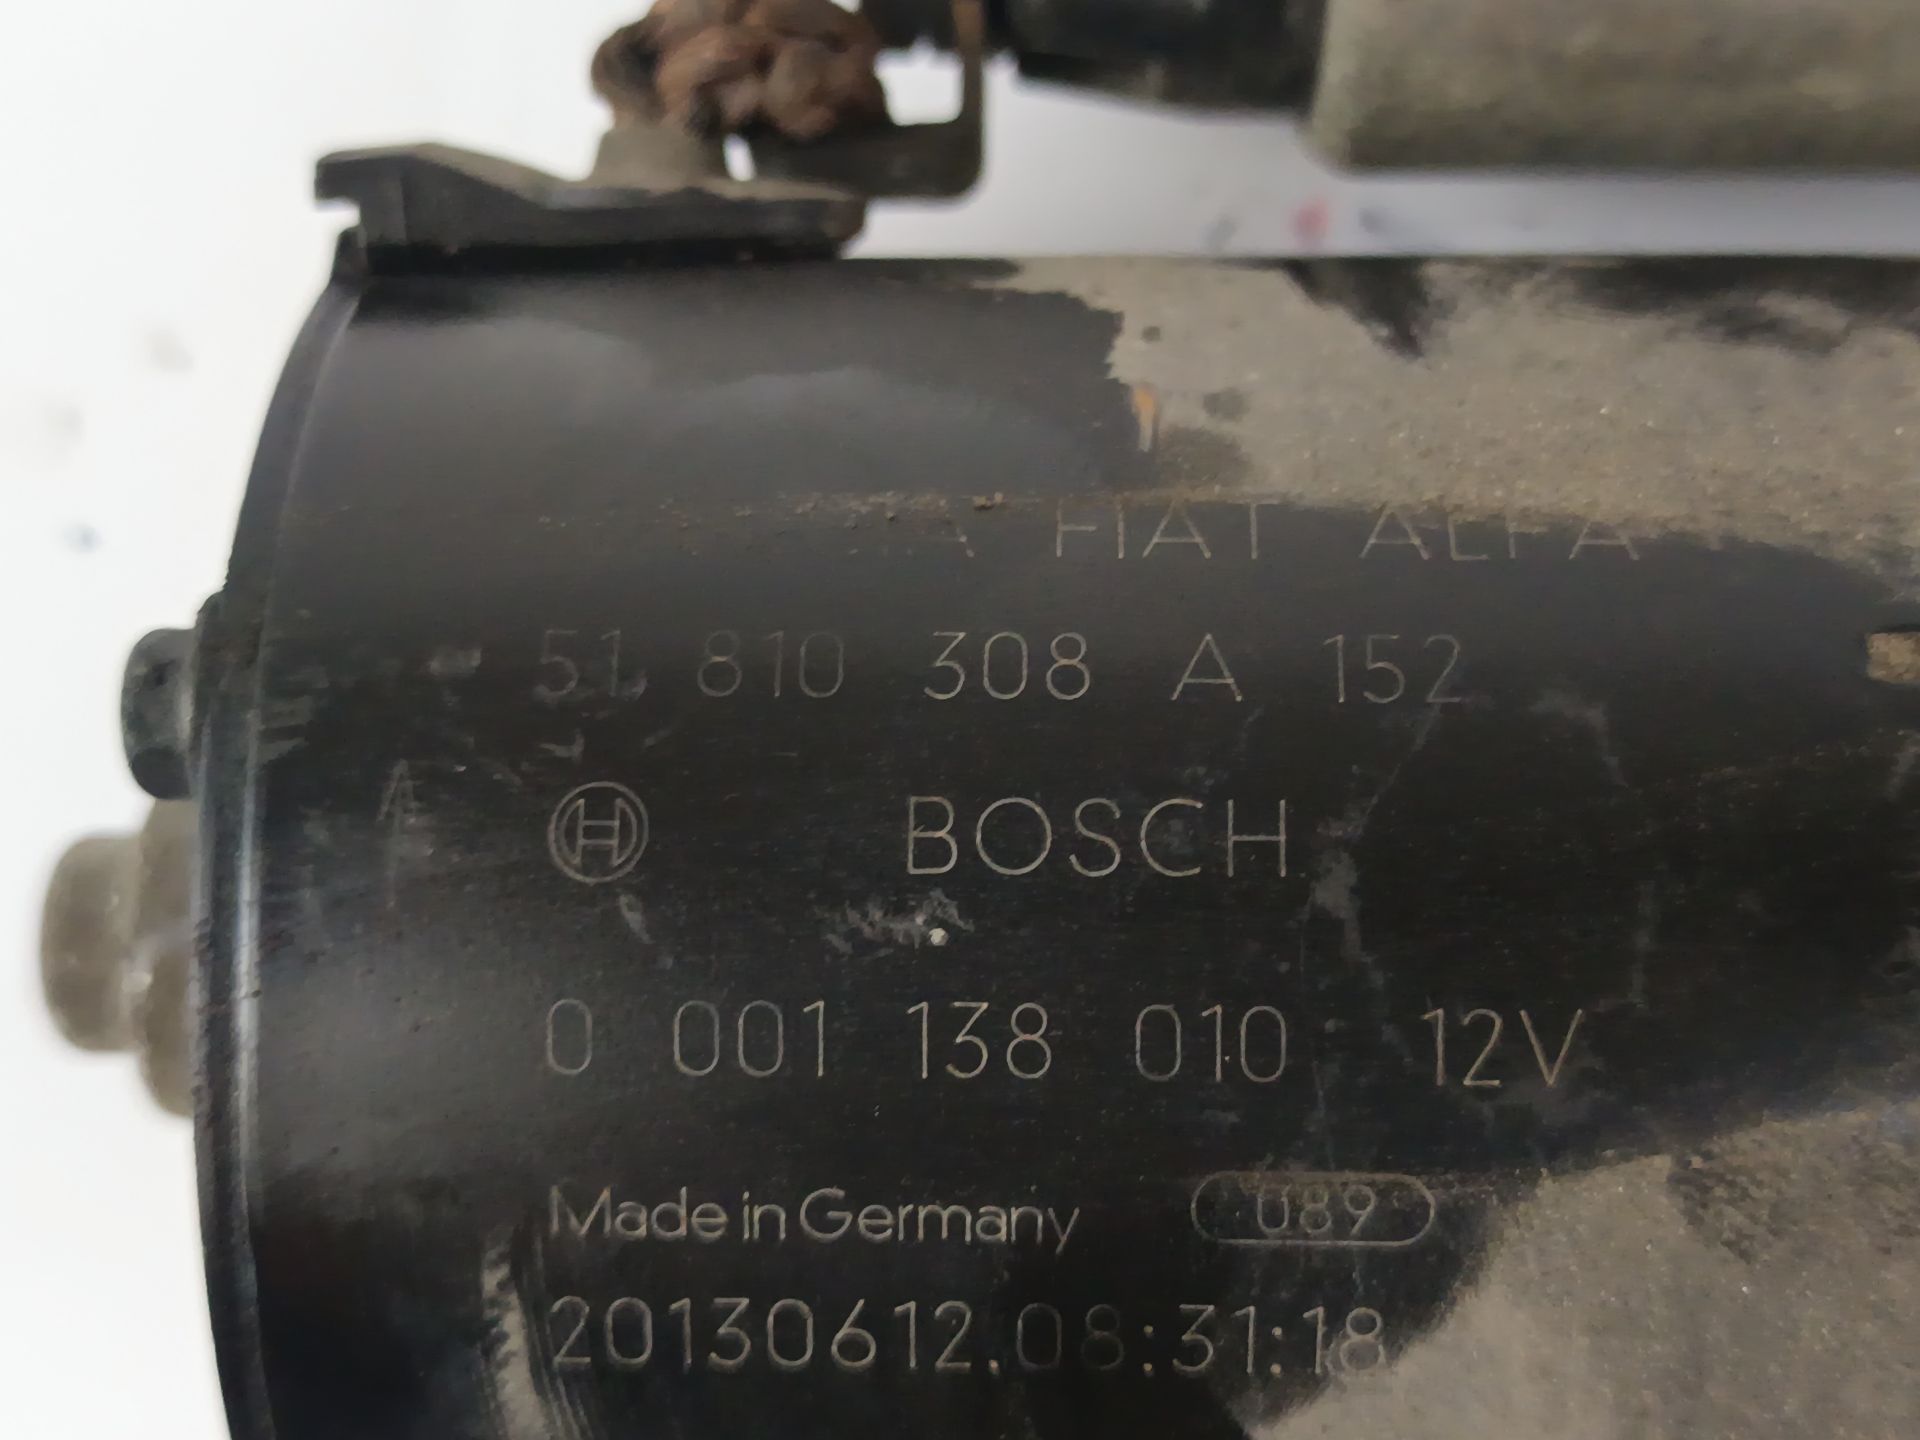 FIAT ALFA
51 810 308 A 152
BOSCH
0 001 138 010 12V
Made in Germany 089
20130612.08:31:18